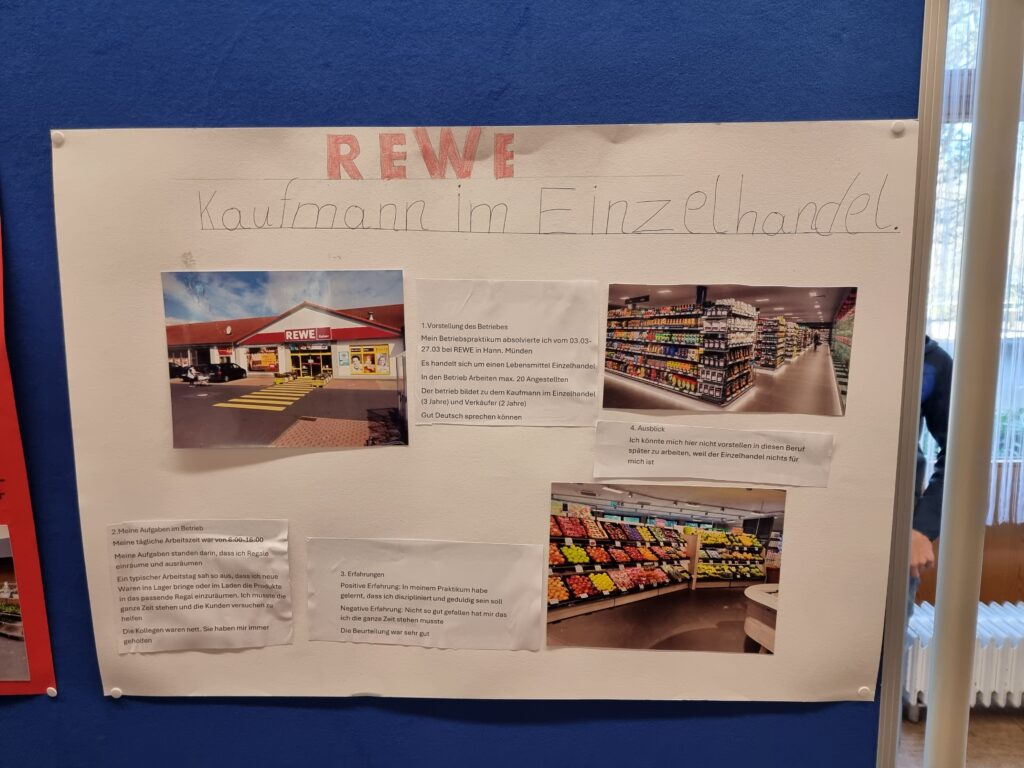 REWE
Kaufmann im Einzelhandel.
REWE
1.Vorstellung des Betriebes
Mein Betriebspraktikum absolvierte ich vom 03.03-
27.03 bei REWE in Hann. Münden
Es handelt sich um einen Lebensmittel Einzelhandel
In den Betrieb Arbeiten max. 20 Angestellten
Der betrieb bildet zu dem Kaufmann im Einzelhandel
(3 Jahre) und Verkäufer (2 Jahre)
Gut Deutsch sprechen können
4. Ausblick
Ich könnte mich hier nicht vorstellen in diesen Beruf
später zu arbeiten, weil der Einzelhandel nichts für
mich ist
2.Meine Aufgaben im Betrieb
Meine tägliche Arbeitszeit war von 8:00-16:00
Meine Aufgaben standen darin, dass ich Regale
einräume und ausräumen
Ein typischer Arbeitstag sah so aus, dass ich neue
Waren ins Lager bringe oder im Laden die Produkte
in das passende Regal einzuräumen. Ich musste die
ganze Zeit stehen und die Kunden versuchen zu
helfen
Die Kollegen waren nett. Sie haben mir immer
geholfen
3. Erfahrungen
Positive Erfahrung: In meinem Praktikum habe
gelernt, dass ich diszipliniert und geduldig sein soll
Negative Erfahrung: Nicht so gut gefallen hat mir das
ich die ganze Zeit stehen musste
Die Beurteilung war sehr gut